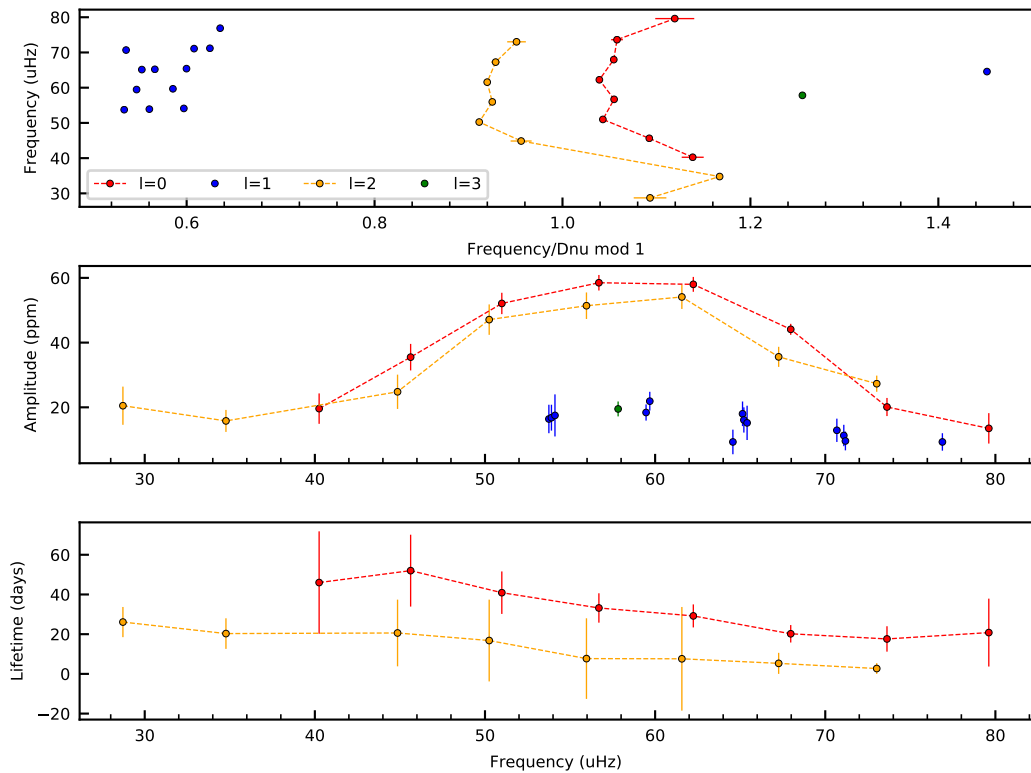 80
70
60
50
40
30
Frequency (uHz)
l=0 l=1 l=2 l=3
0.6 0.8 1.0 1.2 1.4
Frequency/Dnu mod 1
60
40
20
Amplitude (ppm)
30 40 50 60 70 80
60
40
20
0
−20
Lifetime (days)
30 40 50 60 70 80
Frequency (uHz)